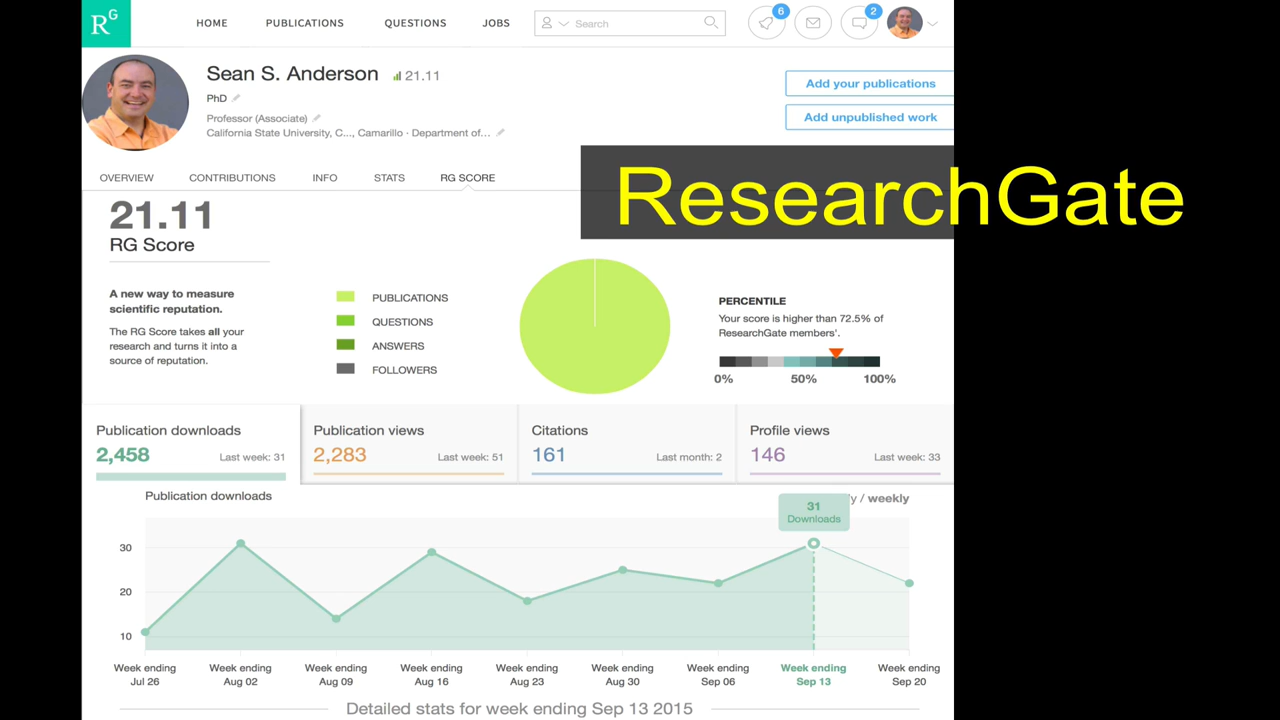 RG
HOME PUBLICATIONS QUESTIONS JOBS Search 6 2
Sean S. Anderson 21.11
PhD
Professor (Associate)
California State University, C..., Camarillo · Department of...
Add your publications
Add unpublished work
OVERVIEW CONTRIBUTIONS INFO STATS RG SCORE
ResearchGate
21.11
RG Score
A new way to measure
scientific reputation.
The RG Score takes all your
research and turns it into a
source of reputation.
PUBLICATIONS
QUESTIONS
ANSWERS
FOLLOWERS
PERCENTILE
Your score is higher than 72.5% of
ResearchGate members'.
0% 50% 100%
Publication downloads
2,458 Last week: 31
Publication views
2,283 Last week: 51
Citations
161 Last month: 2
Profile views
146 Last week: 33
Publication downloads
ly / weekly
31
Downloads
30
20
10
Week ending
Jul 26
Week ending
Aug 02
Week ending
Aug 09
Week ending
Aug 16
Week ending
Aug 23
Week ending
Aug 30
Week ending
Sep 06
Week ending
Sep 13
Week ending
Sep 20
Detailed stats for week ending Sep 13 2015